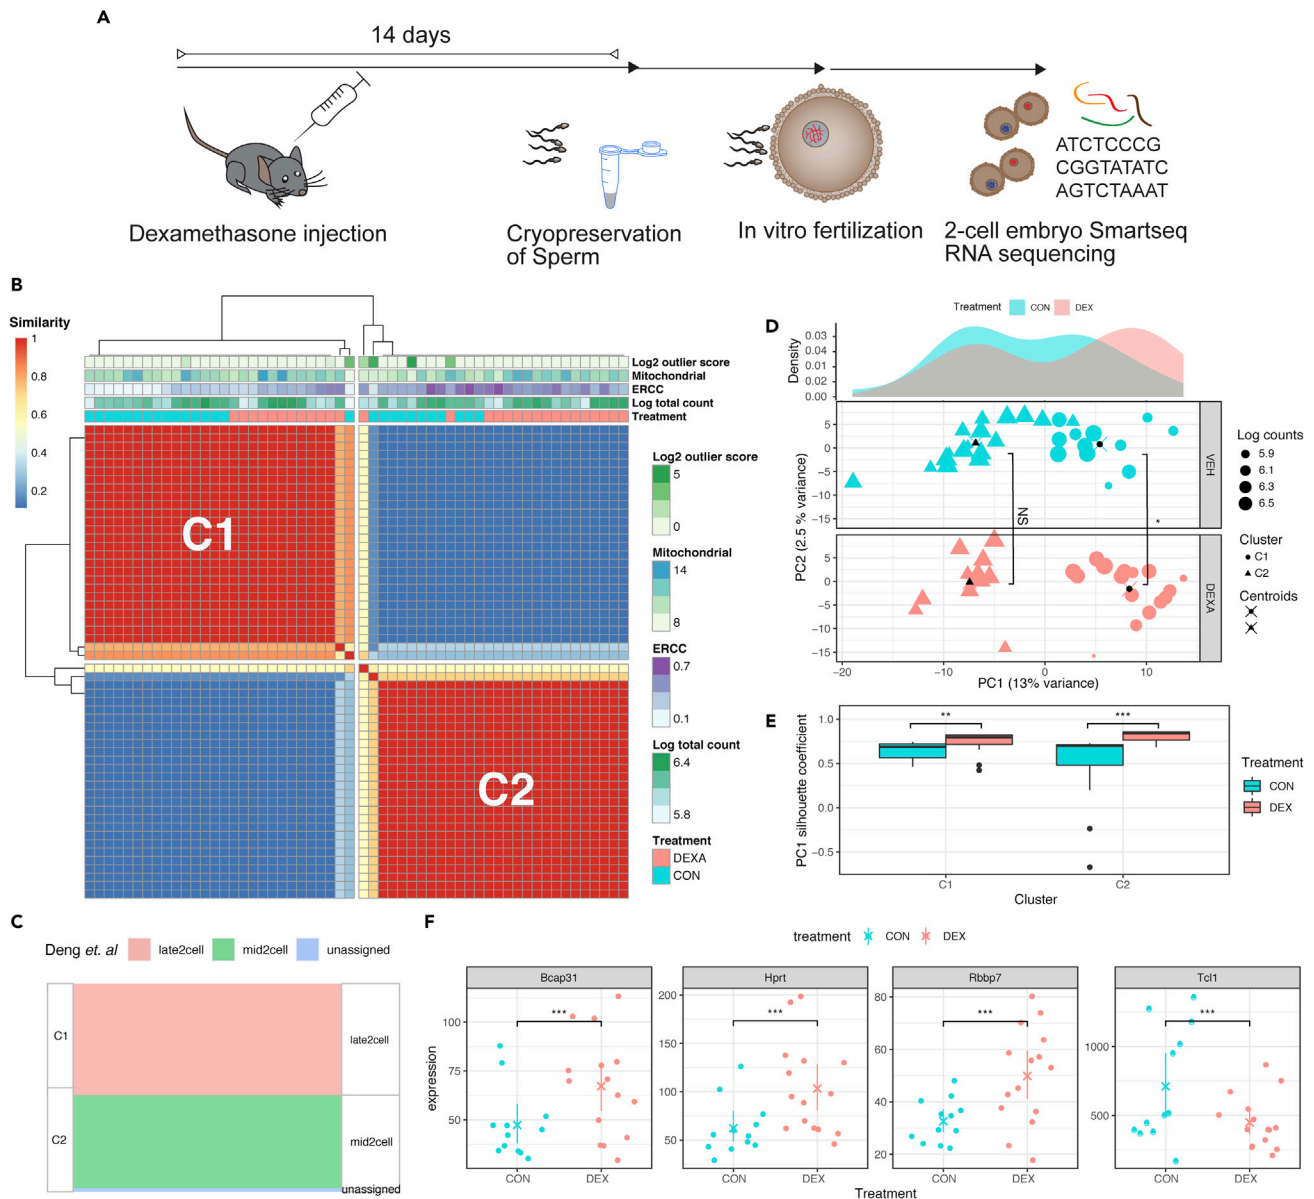 A
14 days
ATCTCCCG
CGGTATATC
AGTCTAAAT
Dexamethasone injection
Cryopreservation
of Sperm
In vitro fertilization
2-cell embryo Smartseq
RNA sequencing
B
Similarity
1
0.8
0.6
0.4
0.2
Log2 outlier score
Mitochondrial
ERCC
Log total count
Treatment
C1
C2
Log2 outlier score
5
0
Mitochondrial
14
8
ERCC
0.7
0.1
Log total count
6.4
5.8
Treatment
DEXA
CON
D
Treatment
CON
DEX
Density
0.03
0.04
0.01
0.02
0.00
PC2 (2.5 % variance)
5
0
−5
−10
−15
VEH
NS
*
5
0
−5
−10
−15
DEXA
−20
−10
0
10
PC1 (13% variance)
Log counts
5.9
6.1
6.3
6.5
Cluster
C1
C2
Centroids
E
PC1 silhouette coefficient
1.0
0.5
0.0
−0.5
**
***
C1
C2
Cluster
Treatment
CON
DEX
C
Deng et. al
late2cell
mid2cell
unassigned
C1
C2
late2cell
mid2cell
unassigned
F
treatment
CON
DEX
expression
Bcap31
100
75
50
***
CON
DEX
Hprt
200
150
100
50
***
CON
DEX
Rbbp7
80
60
40
20
***
CON
DEX
Tcl1
1000
500
***
CON
DEX
Treatment